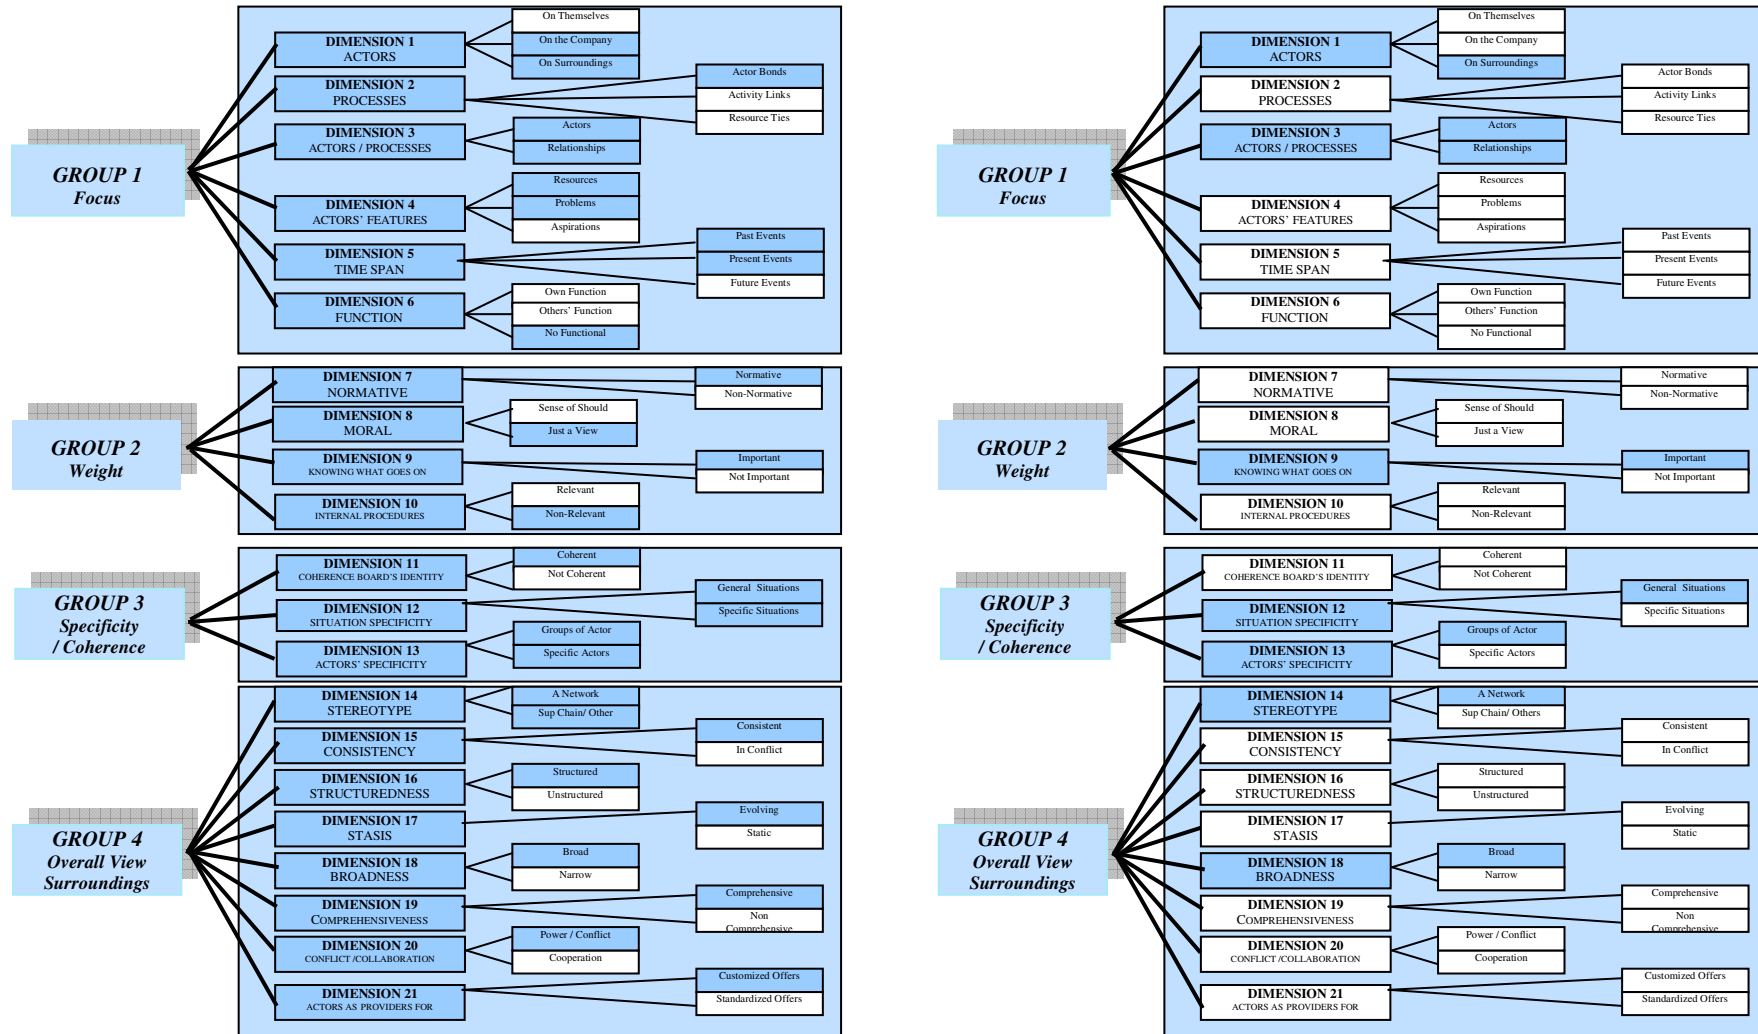 GROUP 1
Focus
DIMENSION 1
ACTORS
On Themselves
On the Company
On Surroundings
DIMENSION 2
PROCESSES
Actor Bonds
Activity Links
Resource Ties
DIMENSION 3
ACTORS / PROCESSES
Actors
Relationships
DIMENSION 4
ACTORS' FEATURES
Resources
Problems
Aspirations
DIMENSION 5
TIME SPAN
Past Events
Present Events
Future Events
DIMENSION 6
FUNCTION
Own Function
Others' Function
No Functional
GROUP 2
Weight
DIMENSION 7
NORMATIVE
Normative
Non-Normative
DIMENSION 8
MORAL
Sense of Should
Just a View
DIMENSION 9
KNOWING WHAT GOES ON
Important
Not Important
DIMENSION 10
INTERNAL PROCEDURES
Relevant
Non-Relevant
GROUP 3
Specificity
/ Coherence
DIMENSION 11
COHERENCE BOARD'S IDENTITY
Coherent
Not Coherent
DIMENSION 12
SITUATION SPECIFICITY
General Situations
Specific Situations
DIMENSION 13
ACTORS' SPECIFICITY
Groups of Actor
Specific Actors
GROUP 4
Overall View
Surroundings
DIMENSION 14
STEREOTYPE
A Network
Sup Chain/ Other
DIMENSION 15
CONSISTENCY
Consistent
In Conflict
DIMENSION 16
STRUCTUREDNESS
Structured
Unstructured
DIMENSION 17
STASIS
Evolving
Static
DIMENSION 18
BROADNESS
Broad
Narrow
DIMENSION 19
COMPREHENSIVENESS
Comprehensive
Non
Comprehensive
DIMENSION 20
CONFLICT /COLLABORATION
Power / Conflict
Cooperation
DIMENSION 21
ACTORS AS PROVIDERS FOR
Customized Offers
Standardized Offers
GROUP 1
Focus
DIMENSION 1
ACTORS
On Themselves
On the Company
On Surroundings
DIMENSION 2
PROCESSES
Actor Bonds
Activity Links
Resource Ties
DIMENSION 3
ACTORS / PROCESSES
Actors
Relationships
DIMENSION 4
ACTORS' FEATURES
Resources
Problems
Aspirations
DIMENSION 5
TIME SPAN
Past Events
Present Events
Future Events
DIMENSION 6
FUNCTION
Own Function
Others' Function
No Functional
GROUP 2
Weight
DIMENSION 7
NORMATIVE
Normative
Non-Normative
DIMENSION 8
MORAL
Sense of Should
Just a View
DIMENSION 9
KNOWING WHAT GOES ON
Important
Not Important
DIMENSION 10
INTERNAL PROCEDURES
Relevant
Non-Relevant
GROUP 3
Specificity
/ Coherence
DIMENSION 11
COHERENCE BOARD'S IDENTITY
Coherent
Not Coherent
DIMENSION 12
SITUATION SPECIFICITY
General Situations
Specific Situations
DIMENSION 13
ACTORS' SPECIFICITY
Groups of Actor
Specific Actors
GROUP 4
Overall View
Surroundings
DIMENSION 14
STEREOTYPE
A Network
Sup Chain/ Others
DIMENSION 15
CONSISTENCY
Consistent
In Conflict
DIMENSION 16
STRUCTUREDNESS
Structured
Unstructured
DIMENSION 17
STASIS
Evolving
Static
DIMENSION 18
BROADNESS
Broad
Narrow
DIMENSION 19
COMPREHENSIVENESS
Comprehensive
Non
Comprehensive
DIMENSION 20
CONFLICT /COLLABORATION
Power / Conflict
Cooperation
DIMENSION 21
ACTORS AS PROVIDERS FOR
Customized Offers
Standardized Offers